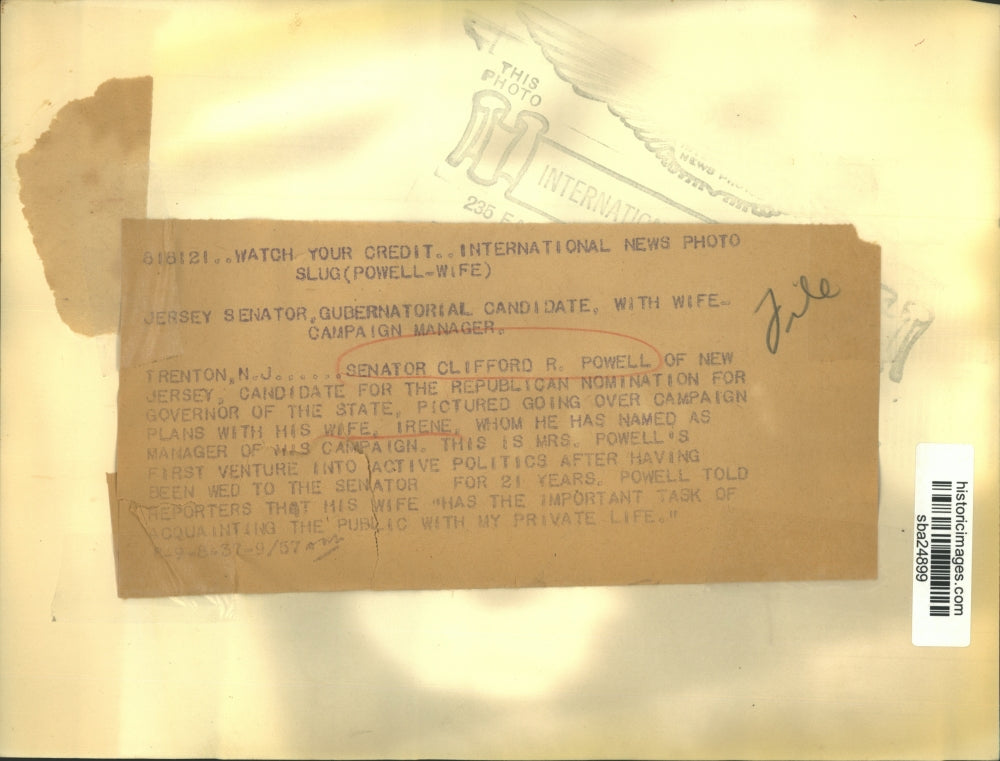 THIS
PHOTO
NEWS
INTERNATIO
235
818121..WATCH YOUR CREDIT..INTERNATIONAL NEWS PHOTO
SLUG(POWELL-WIFE)
JERSEY SENATOR,GUBERNATORIAL CANDIDATE, WITH WIFE-
CAMPAIGN MANAGER.
File
TRENTON,N.J......SENATOR CLIFFORD R. POWELL OF NEW
JERSEY, CANDIDATE FOR THE REPUBLICAN NOMINATION FOR
GOVERNOR OF THE STATE, PICTURED GOING OVER CAMPAIGN
PLANS WITH HIS WIFE, IRENE, WHOM HE HAS NAMED AS
MANAGER OF HIS CAMPAIGN. THIS IS MRS. POWELL'S
FIRST VENTURE INTO ACTIVE POLITICS AFTER HAVING
BEEN WED TO THE SENATOR FOR 21 YEARS. POWELL TOLD
REPORTERS THAT HIS WIFE "HAS THE IMPORTANT TASK OF
ACQUAINTING THE PUBLIC WITH MY PRIVATE LIFE."
historicimages.com
sba24899